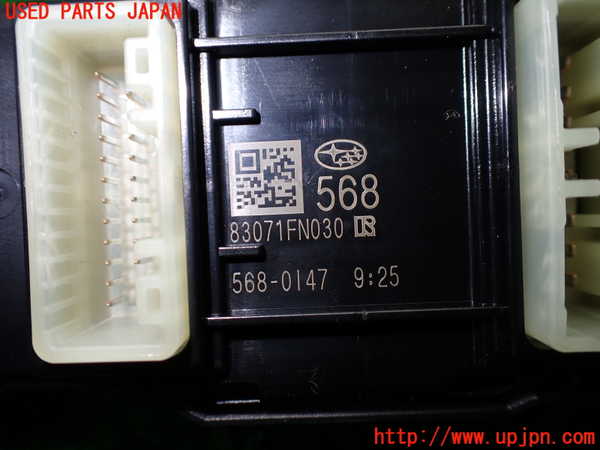 USED PARTS JAPAN
568
83071FN030 R
568-0147 9:25
http://www.upjpn.com/